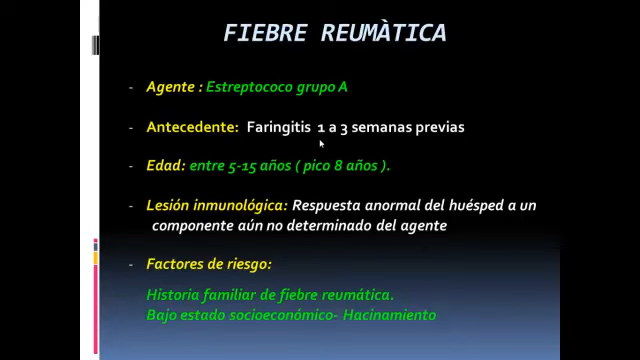 FIEBRE REUMÀTICA
- Agente : Estreptococo grupo A
- Antecedente: Faringitis 1 a 3 semanas previas
- Edad: entre 5-15 años ( pico 8 años ).
- Lesión inmunológica: Respuesta anormal del huésped a un
componente aún no determinado del agente
- Factores de riesgo:
Historia familiar de fiebre reumática.
Bajo estado socioeconómico- Hacinamiento